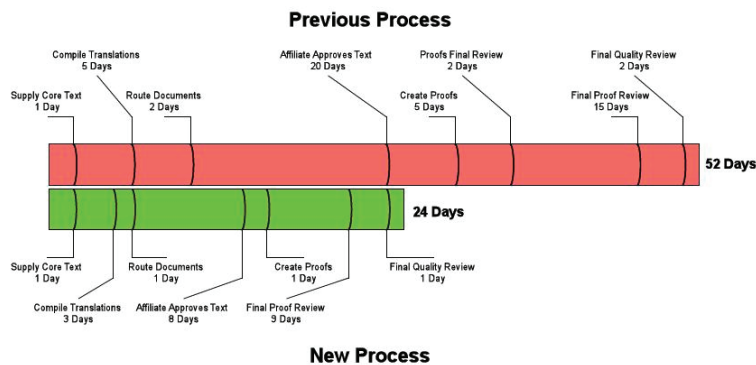 Previous Process
Compile Translations
5 Days
Affiliate Approves Text
20 Days
Proofs Final Review
2 Days
Final Quality Review
2 Days
Supply Core Text
1 Day
Route Documents
2 Days
Create Proofs
5 Days
Final Proof Review
15 Days
52 Days
24 Days
Supply Core Text
1 Day
Route Documents
1 Day
Create Proofs
1 Day
Final Quality Review
1 Day
Compile Translations
3 Days
Affiliate Approves Text
8 Days
Final Proof Review
9 Days
New Process